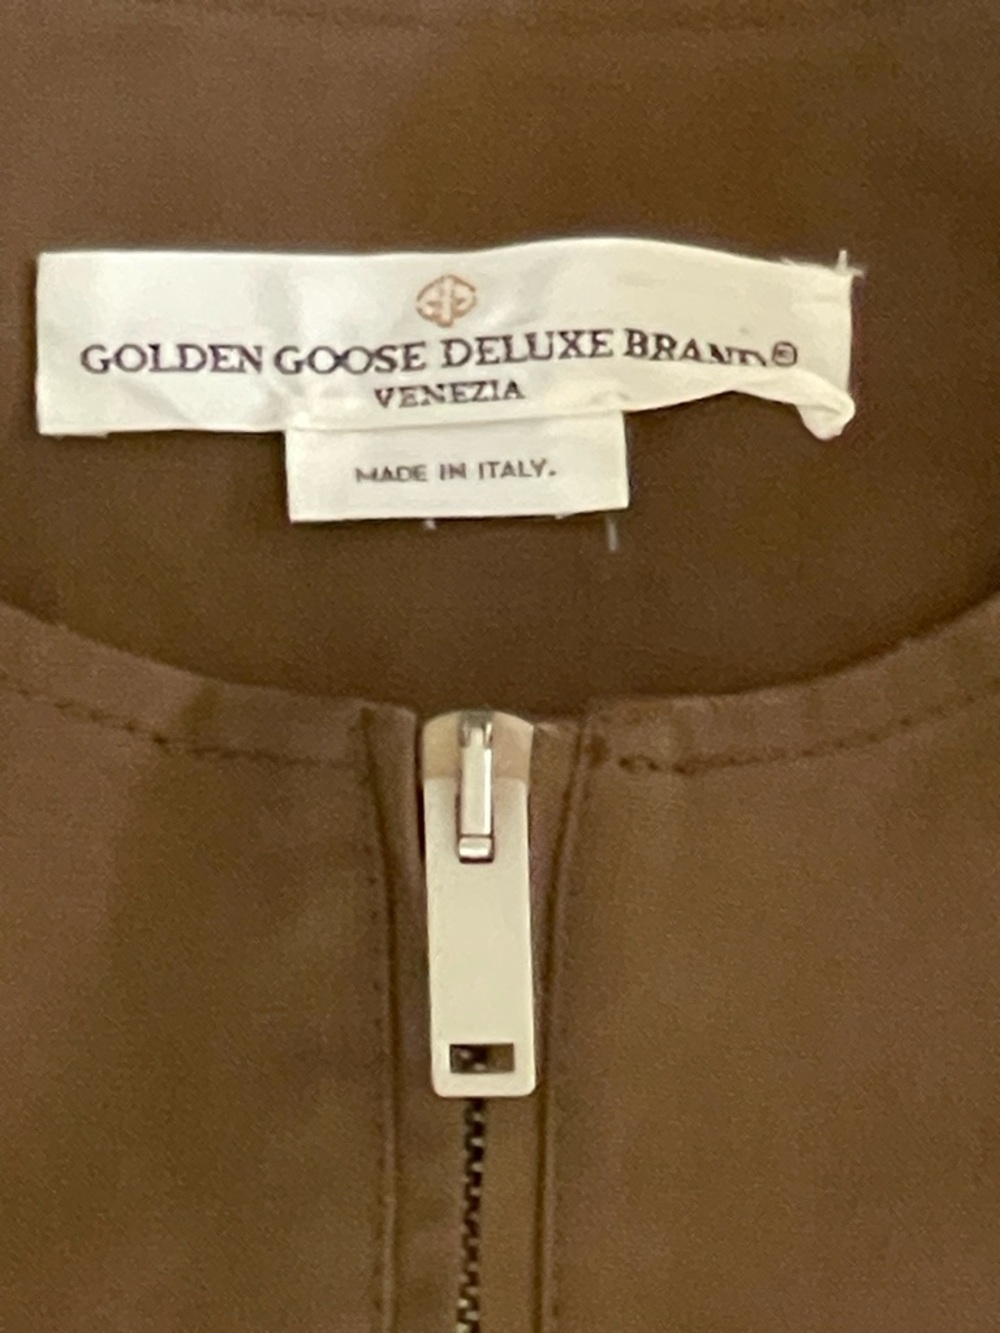 GOLDEN GOOSE DELUXE BRAND®
VENEZIA
MADE IN ITALY.